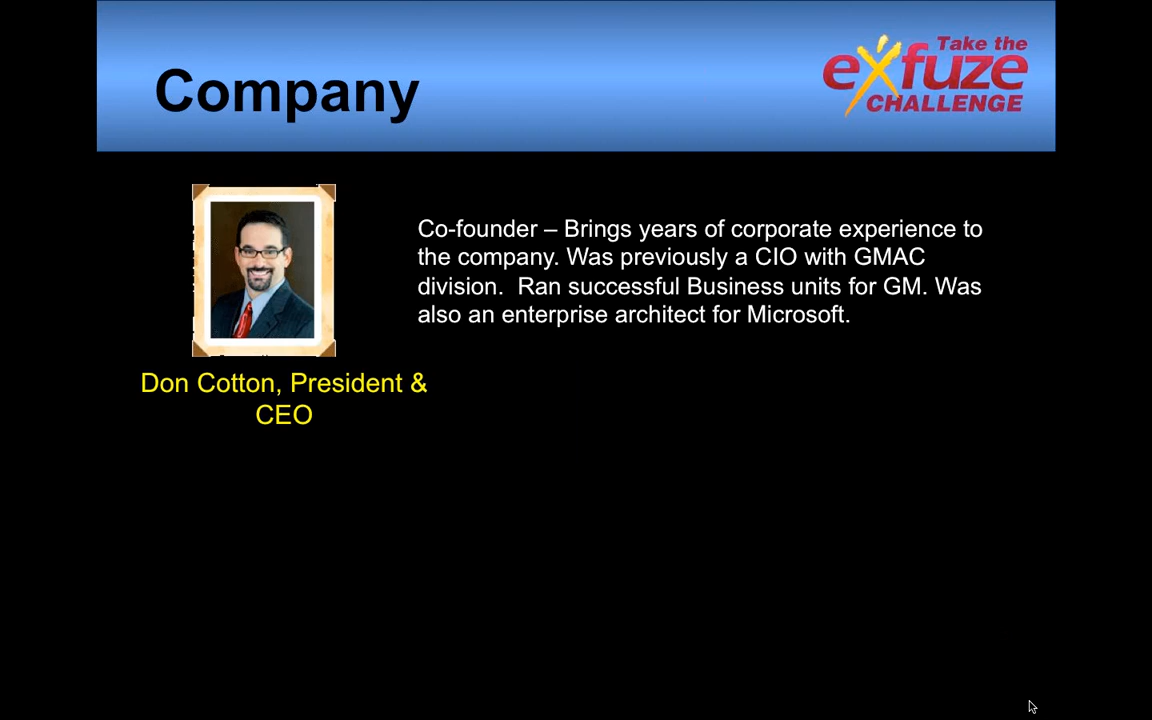 Company
Take the
exfuze
CHALLENGE
Co-founder – Brings years of corporate experience to
the company. Was previously a CIO with GMAC
division.  Ran successful Business units for GM. Was
also an enterprise architect for Microsoft.
Don Cotton, President &
CEO